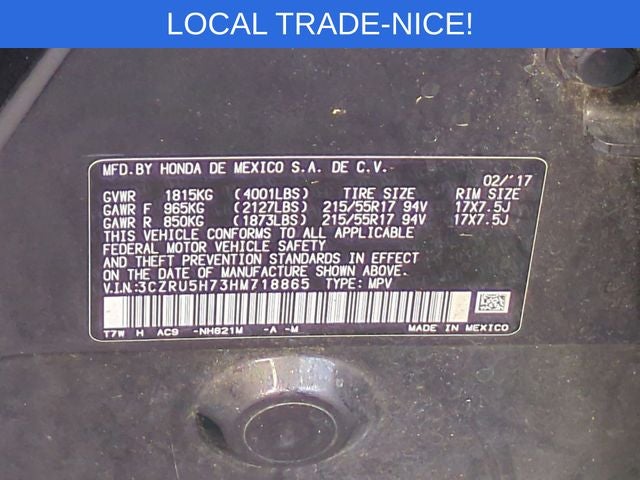 LOCAL TRADE-NICE!
MFD.BY HONDA DE MEXICO S.A. DE C.V.
02/'17
GVWR 1815KG (4001LBS) TIRE SIZE RIM SIZE
GAWR F 965KG (2127LBS) 215/55R17 94V 17X7.5J
GAWR R 850KG (1873LBS) 215/55R17 94V 17X7.5J
THIS VEHICLE CONFORMS TO ALL APPLICABLE
FEDERAL MOTOR VEHICLE SAFETY
AND THEFT PREVENTION STANDARDS IN EFFECT
ON THE DATE OF MANUFACTURE SHOWN ABOVE.
V.I.N:3CZRU5H73HM718865 TYPE: MPV
T7W H AC9 -NH821M -A -M MADE IN MEXICO